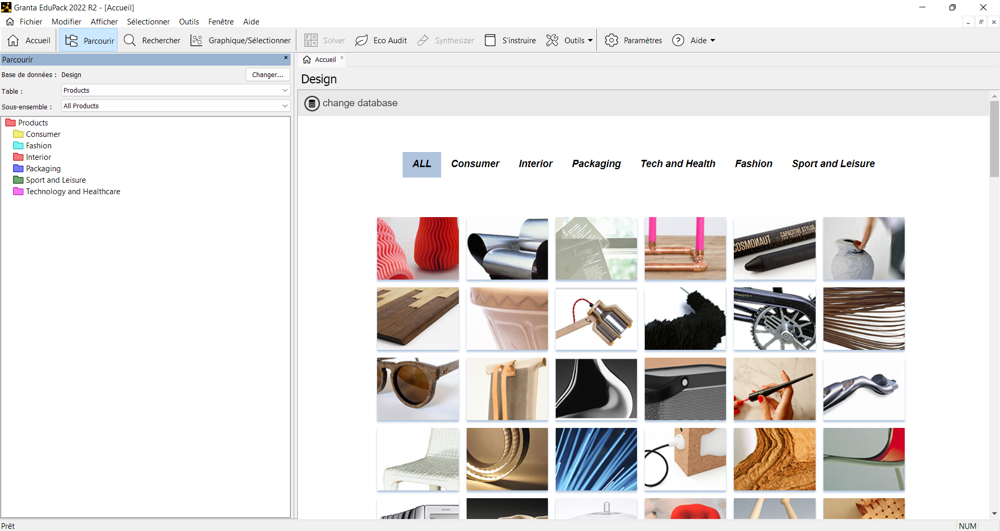 Granta EduPack 2022 R2 - [Accueil]
Fichier Modifier Afficher Sélectionner Outils Fenêtre Aide
Accueil Parcourir Rechercher Graphique/Sélectionner Solver Eco Audit Synthesizer S'instruire Outils Paramètres Aide
Parcourir
Base de données : Design Changer...
Table : Products
Sous-ensemble : All Products
Products
Consumer
Fashion
Interior
Packaging
Sport and Leisure
Technology and Healthcare
Accueil
Design
change database
ALL Consumer Interior Packaging Tech and Health Fashion Sport and Leisure
COSMONAUT
CAPACITIVE STYLUS
FOR TOUCH SCREENS
Prêt
NUM